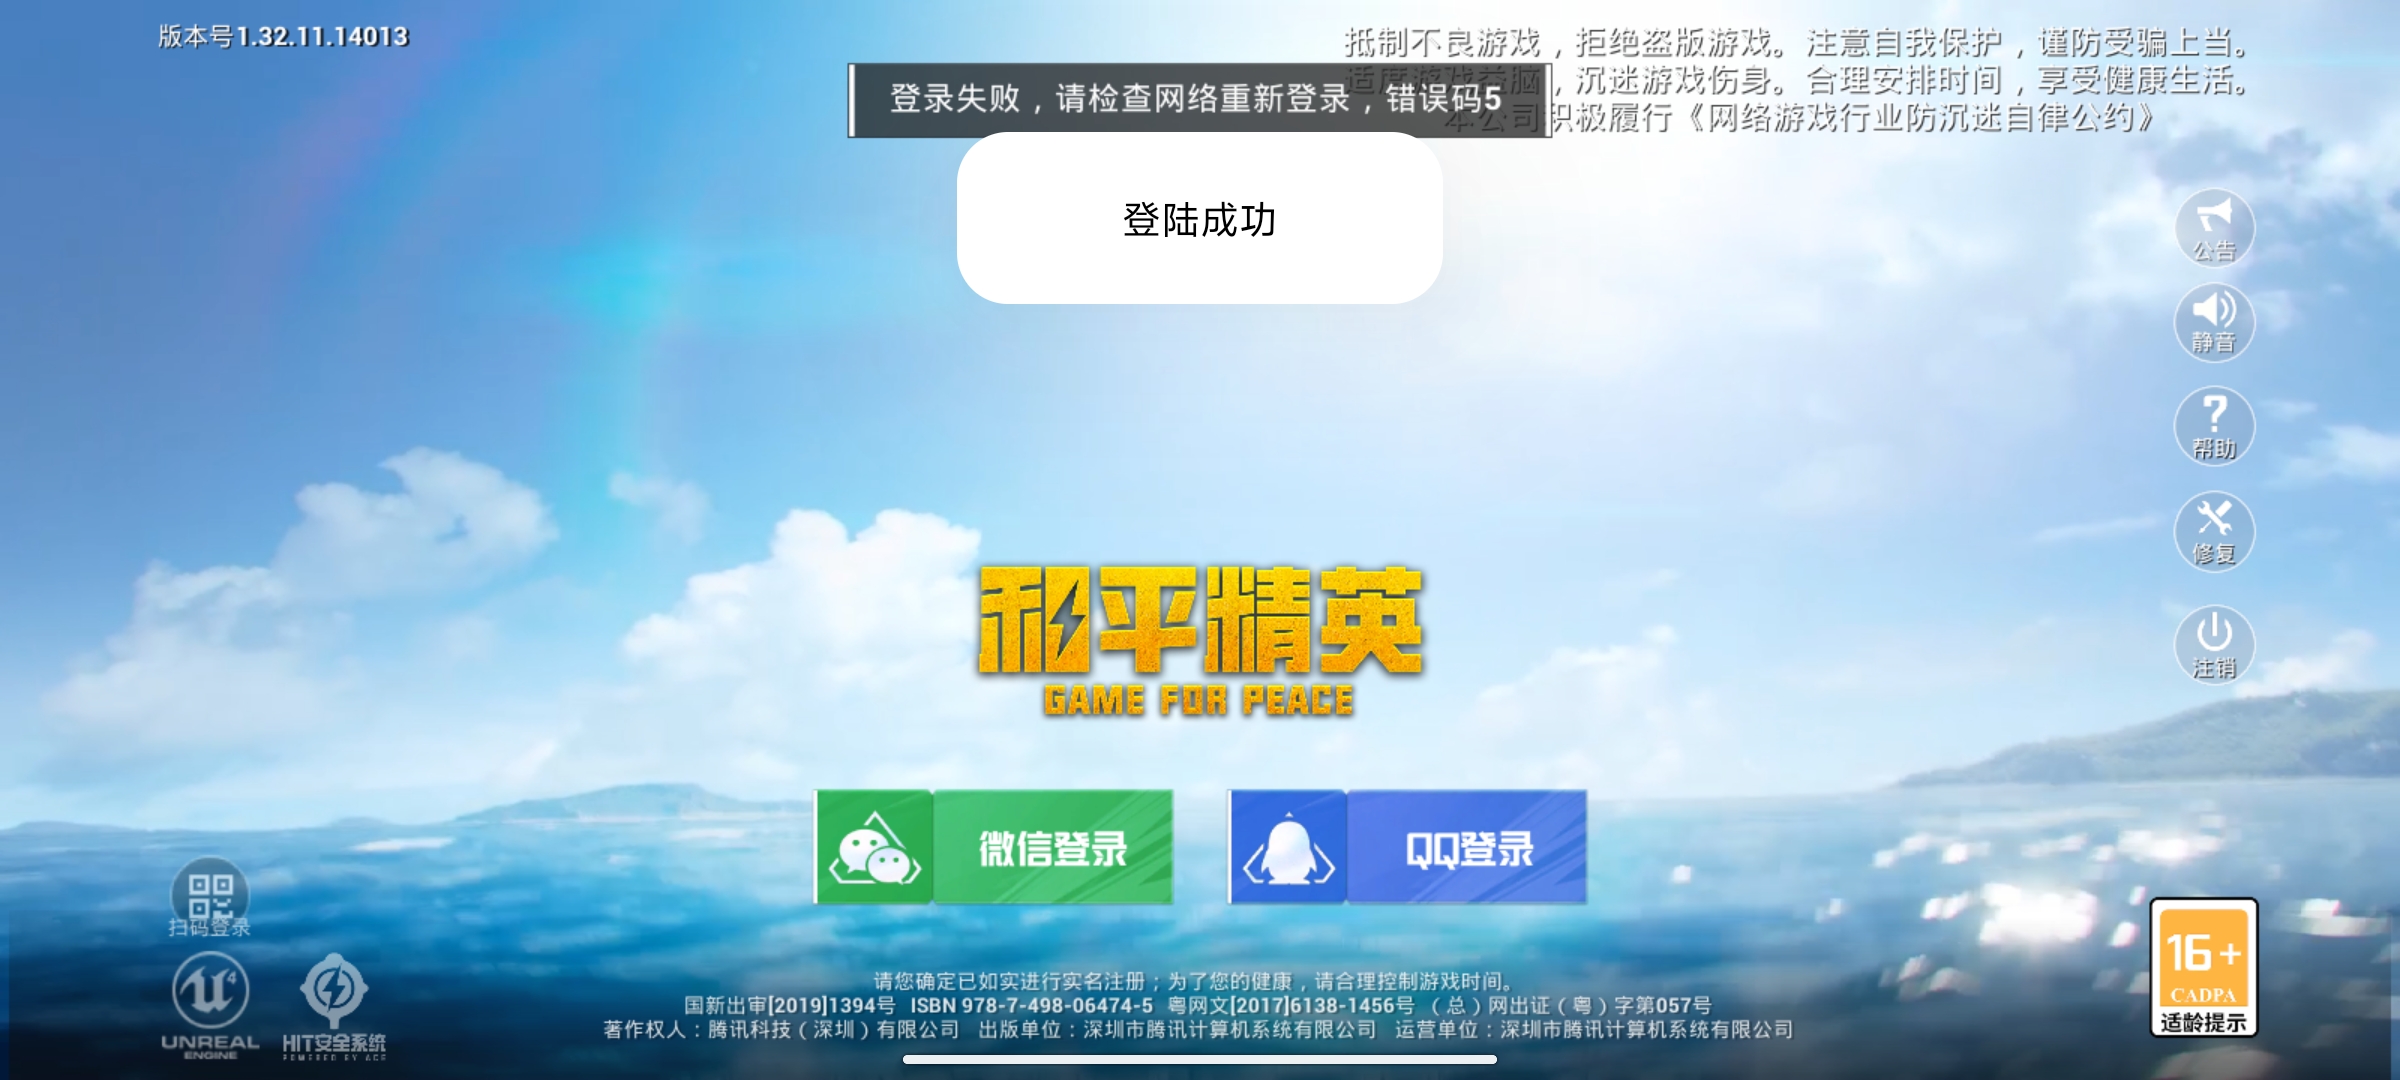 版本号1.32.11.14013
抵制不良游戏，拒绝盗版游戏。注意自我保护，谨防受骗上当。
适度游戏益脑，沉迷游戏伤身。合理安排时间，享受健康生活。
本公司积极履行《网络游戏行业防沉迷自律公约》
登录失败，请检查网络重新登录，错误码5
登陆成功
公告
静音
帮助
修复
注销
和平精英
GAME FOR PEACE
微信登录
QQ登录
扫码登录
UNREAL
ENGINE
HIT安全系统
POWERED BY ACE
请您确定已如实进行实名注册；为了您的健康，请合理控制游戏时间。
国新出审[2019]1394号 ISBN 978-7-498-06474-5 粤网文[2017]6138-1456号 （总）网出证（粤）字第057号
著作权人：腾讯科技（深圳）有限公司 出版单位：深圳市腾讯计算机系统有限公司 运营单位：深圳市腾讯计算机系统有限公司
16+
CADPA
适龄提示